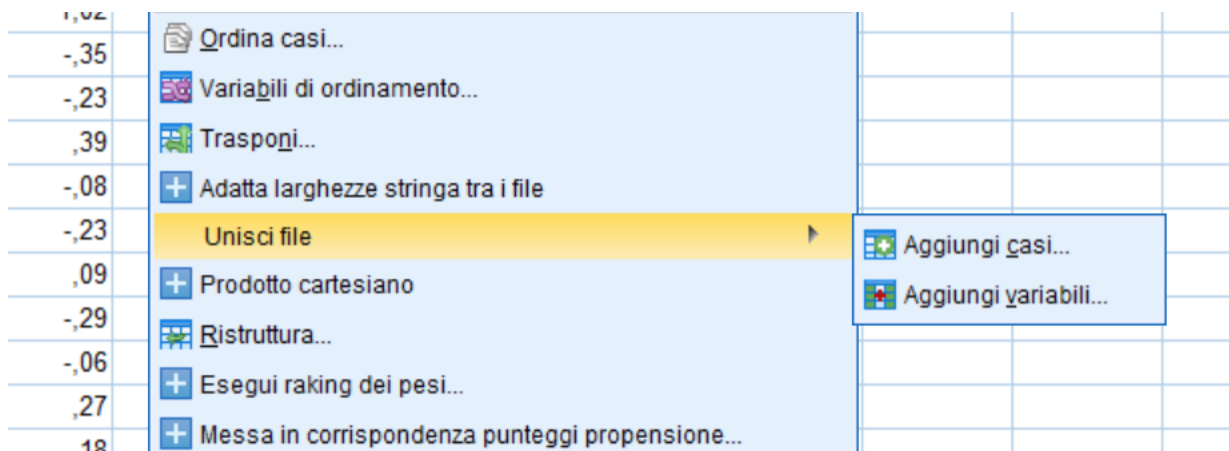 -,35
-,23
,39
-,08
-,23
,09
-,29
-,06
,27
Ordina casi...
Variabili di ordinamento...
Trasponi...
Adatta larghezze stringa tra i file
Unisci file
Prodotto cartesiano
Ristruttura...
Esegui raking dei pesi...
Messa in corrispondenza punteggi propensione...
Aggiungi casi...
Aggiungi variabili...